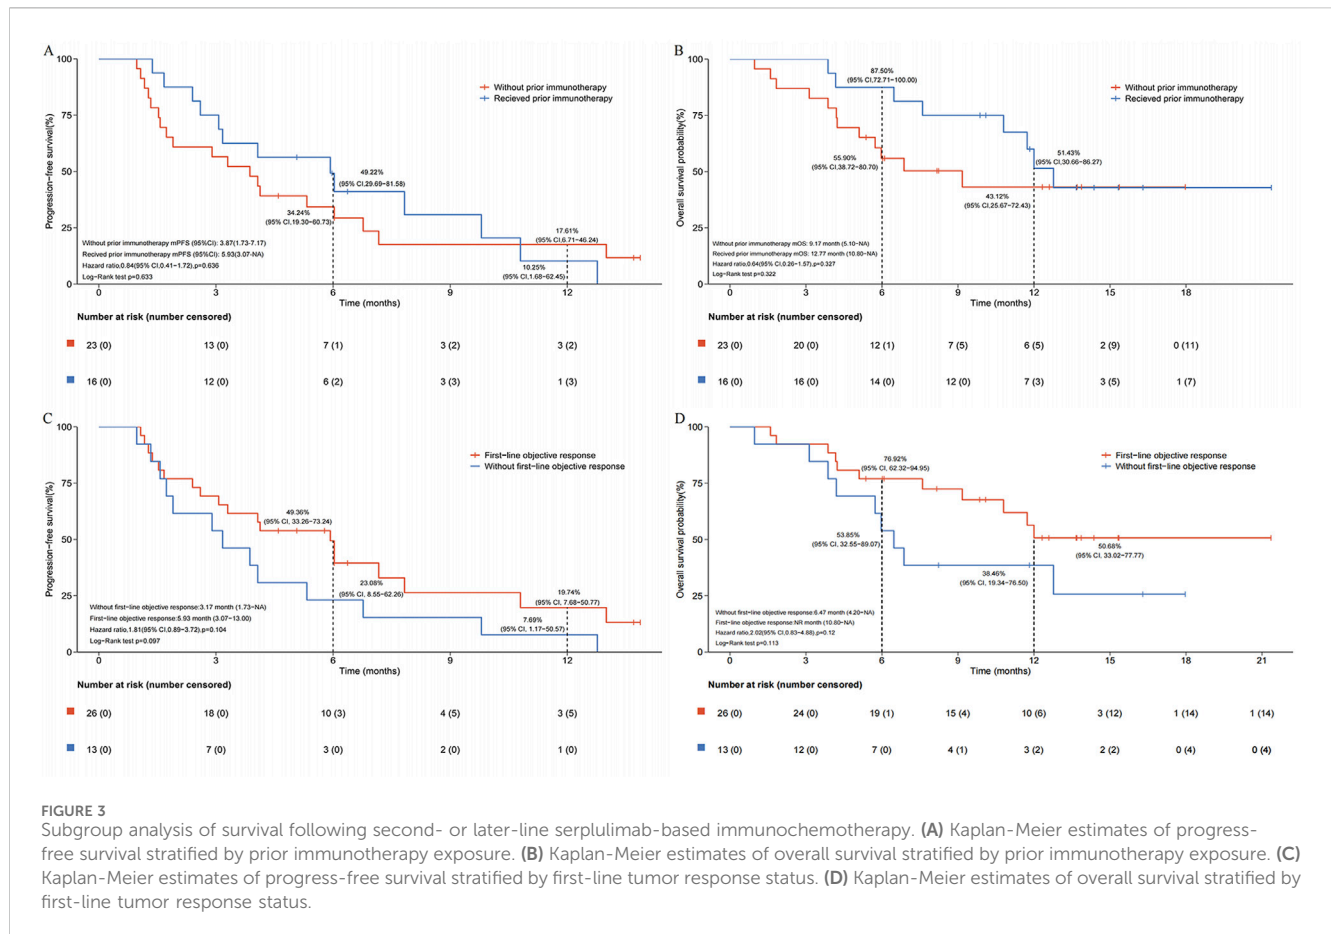 A
Progression-free survival(%)
100
75
50
25
0
Without prior immunotherapy
Recieved prior immunotherapy
49.22%
(95% CI,29.69-81.58)
34.24%
(95% CI, 19.30-60.73)
17.61%
(95% CI,6.71-46.24)
10.25%
(95% CI,1.68-62.45)
Without prior immunotherapy mPFS (95%CI): 3.87(1.73-7.17)
Recived prior immunotherapy mPFS (95%CI): 5.93(3.07-NA)
Hazard ratio,0.84(95% CI,0.41-1.72),p=0.636
Log-Rank test p=0.633
0 3 6 9 12
Time (months)
Number at risk (number censored)
23 (0) 13 (0) 7 (1) 3 (2) 3 (2)
16 (0) 12 (0) 6 (2) 3 (3) 1 (3)
B
Overall survival probability(%)
100
75
50
25
0
87.50%
(95% CI,72.71-100.00)
Without prior immunotherapy
Recieved prior immunotherapy
55.90%
(95% CI,38.72-80.70)
51.43%
(95% CI,30.66-86.27)
43.12%
(95% CI,25.67-72.43)
Without prior immunotherapy mOS: 9.17 month (5.10-NA)
Recived prior immunotherapy mOS: 12.77 month (10.80-NA)
Hazard ratio,0.64(95% CI,0.26-1.57),p=0.327
Log-Rank test p=0.322
0 3 6 9 12 15 18
Time (months)
Number at risk (number censored)
23 (0) 20 (0) 12 (1) 7 (5) 6 (5) 2 (9) 0 (11)
16 (0) 16 (0) 14 (0) 12 (0) 7 (3) 3 (5) 1 (7)
C
Progression-free survival(%)
100
75
50
25
0
First-line objective response
Without first-line objective response
49.36%
(95% CI, 33.26-73.24)
23.08%
(95% CI, 8.55-62.26)
19.74%
(95% CI, 7.68-50.77)
7.69%
(95% CI, 1.17-50.57)
Without first-line objective response:3.17 month (1.73-NA)
First-line objective response:5.93 month (3.07-13.00)
Hazard ratio,1.81(95% CI,0.89-3.72),p=0.104
Log-Rank test p=0.097
0 3 6 9 12
Time (months)
Number at risk (number censored)
26 (0) 18 (0) 10 (3) 4 (5) 3 (5)
13 (0) 7 (0) 3 (0) 2 (0) 1 (0)
D
Overall survival probability(%)
100
75
50
25
0
First-line objective response
Without first-line objective response
76.92%
(95% CI, 62.32-94.95)
53.85%
(95% CI, 32.55-89.07)
50.68%
(95% CI, 33.02-77.77)
38.46%
(95% CI, 19.34-76.50)
Without first-line objective response:6.47 month (4.20-NA)
First-line objective response:NR month (10.80-NA)
Hazard ratio,2.02(95% CI,0.83-4.88),p=0.12
Log-Rank test p=0.113
0 3 6 9 12 15 18 21
Time (months)
Number at risk (number censored)
26 (0) 24 (0) 19 (1) 15 (4) 10 (6) 3 (12) 1 (14) 1 (14)
13 (0) 12 (0) 7 (0) 4 (1) 3 (2) 2 (2) 0 (4) 0 (4)
FIGURE 3
Subgroup analysis of survival following second- or later-line serplulimab-based immunochemotherapy. (A) Kaplan-Meier estimates of progress-
free survival stratified by prior immunotherapy exposure. (B) Kaplan-Meier estimates of overall survival stratified by prior immunotherapy exposure. (C)
Kaplan-Meier estimates of progress-free survival stratified by first-line tumor response status. (D) Kaplan-Meier estimates of overall survival stratified by
first-line tumor response status.